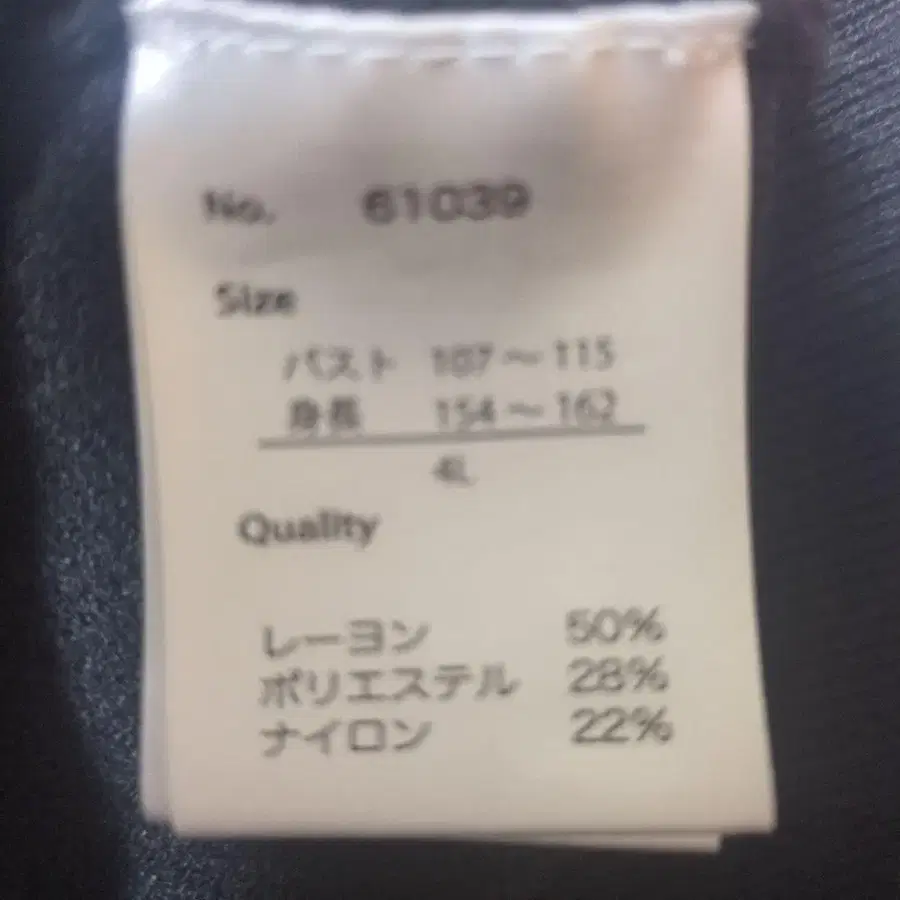 No. 61039
Size
バスト 107〜115
身長 154〜162
4L
Quality
レーヨン 50%
ポリエステル 28%
ナイロン 22%